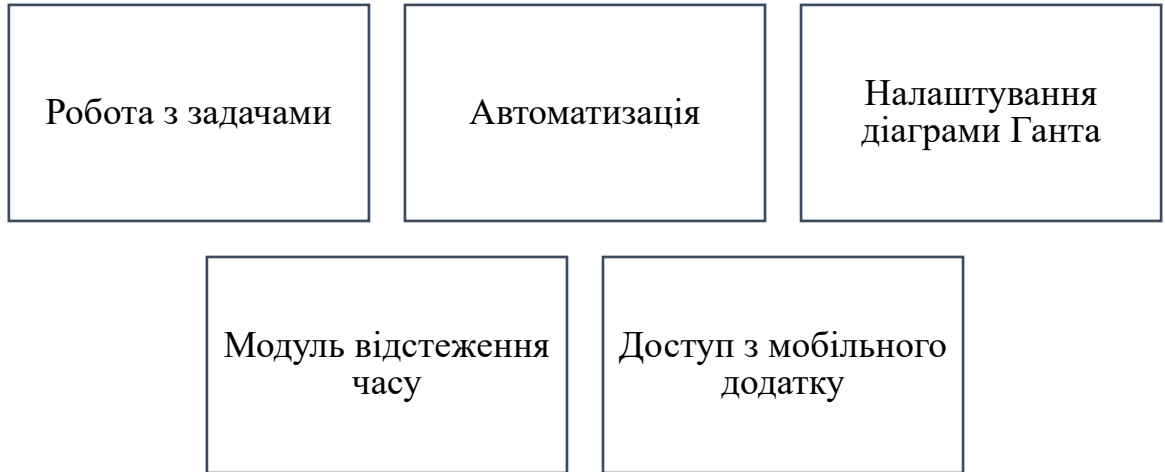 Робота з задачами
Автоматизація
Налаштування
діаграми Ганта
Модуль відстеження
часу
Доступ з мобільного
додатку